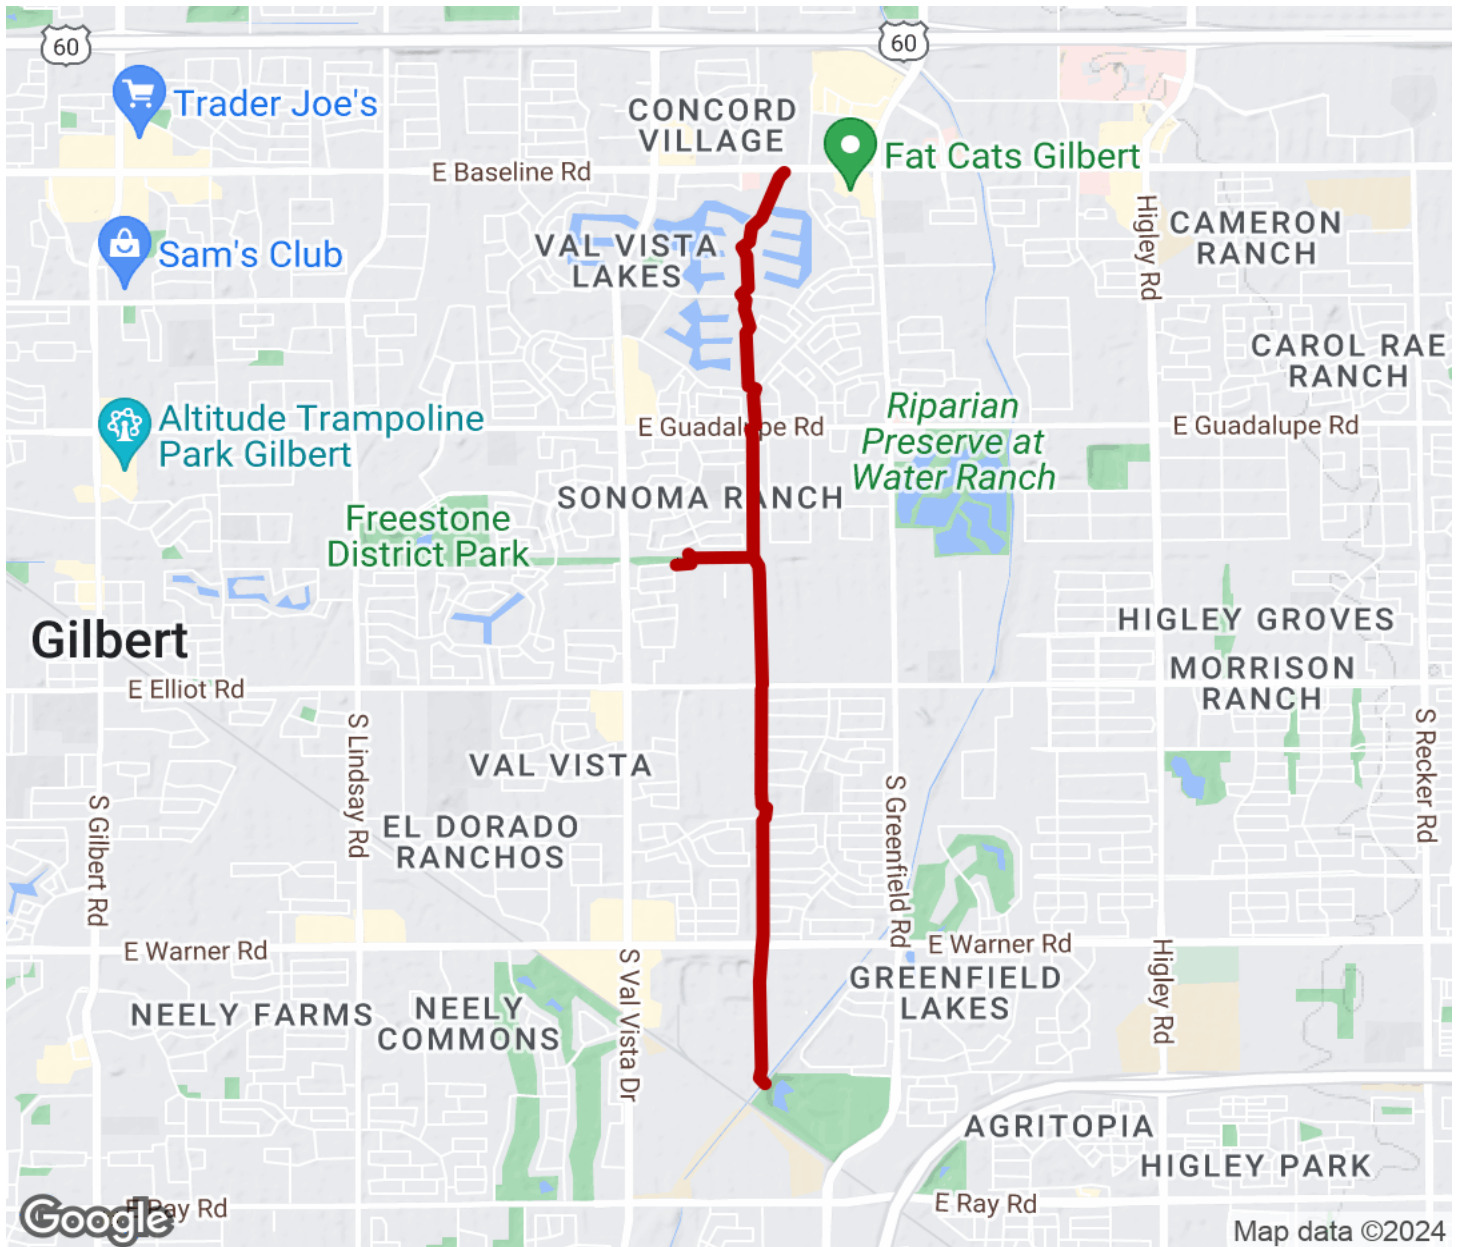 60
60
Trader Joe's
CONCORD
VILLAGE
Fat Cats Gilbert
E Baseline Rd
Higley Rd
CAMERON
RANCH
Sam's Club
VAL VISTA
LAKES
CAROL RAE
RANCH
Altitude Trampoline
Park Gilbert
E Guadalupe Rd
Riparian
Preserve at
Water Ranch
E Guadalupe Rd
SONOMA RANCH
Freestone
District Park
Gilbert
HIGLEY GROVES
MORRISON
RANCH
E Elliot Rd
S Lindsay Rd
S Recker Rd
VAL VISTA
S Gilbert Rd
S Greenfield Rd
EL DORADO
RANCHOS
E Warner Rd
E Warner Rd
S Val Vista Dr
Higley Rd
GREENFIELD
LAKES
NEELY FARMS
NEELY
COMMONS
AGRITOPIA
HIGLEY PARK
E Ray Rd
E Ray Rd
Google
Map data ©2024